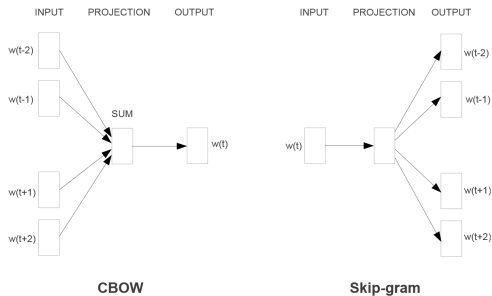 INPUT PROJECTION OUTPUT
w(t-2)
w(t-1)
SUM
w(t)
w(t+1)
w(t+2)
CBOW
INPUT PROJECTION OUTPUT
w(t-2)
w(t-1)
w(t)
w(t+1)
w(t+2)
Skip-gram